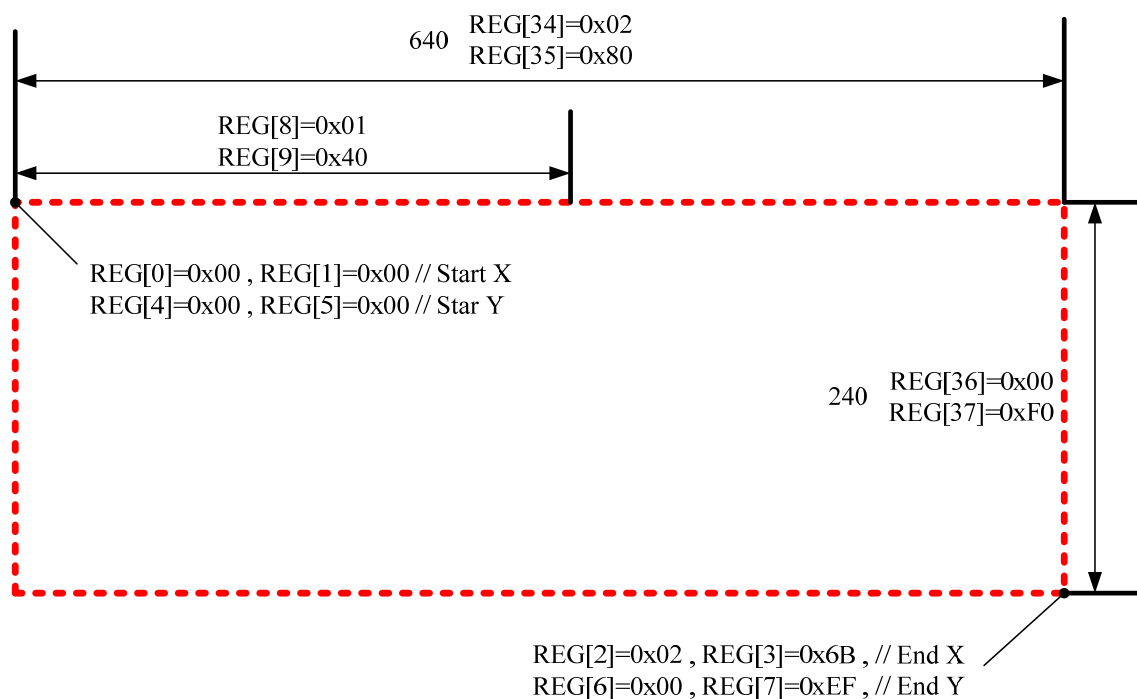 640
REG[34]=0x02
REG[35]=0x80
REG[8]=0x01
REG[9]=0x40
REG[0]=0x00 , REG[1]=0x00 // Start X
REG[4]=0x00 , REG[5]=0x00 // Star Y
240
REG[36]=0x00
REG[37]=0xF0
REG[2]=0x02 , REG[3]=0x6B , // End X
REG[6]=0x00 , REG[7]=0xEF , // End Y